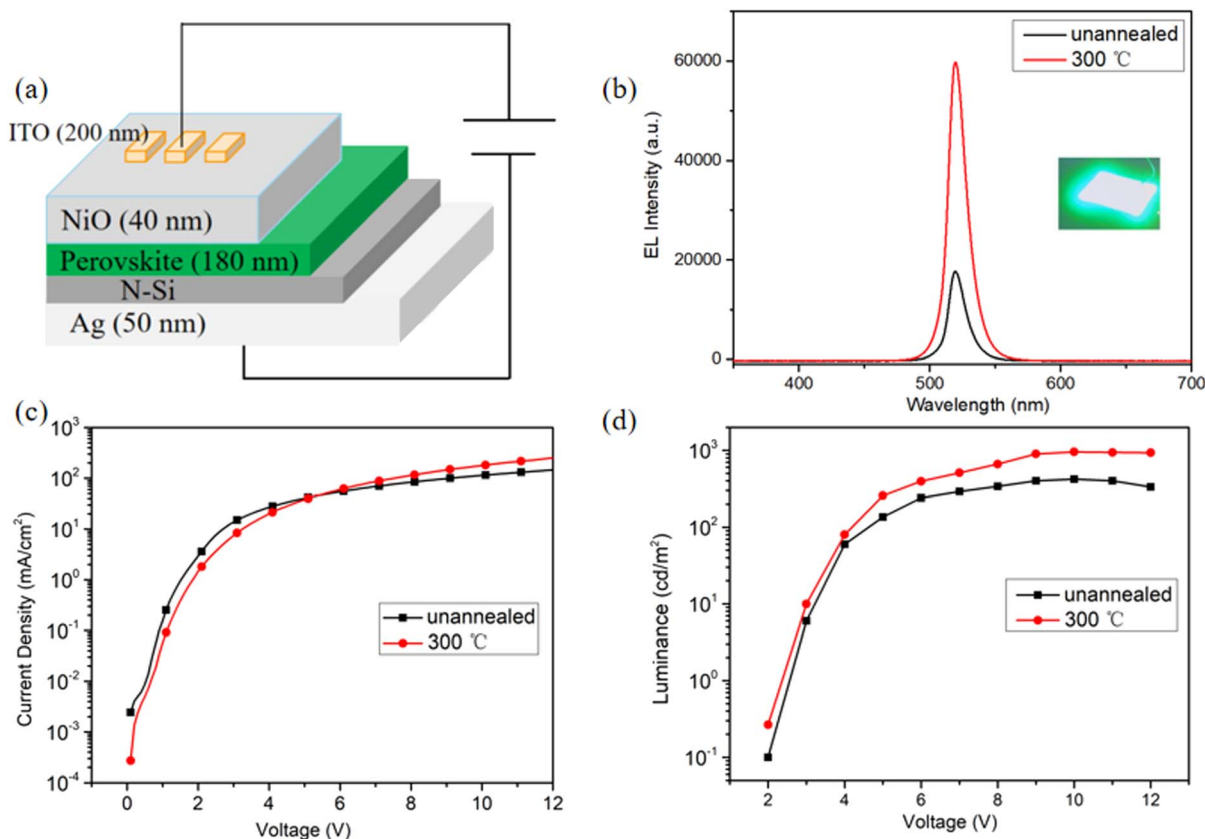 (a)
ITO (200 nm)
NiO (40 nm)
Perovskite (180 nm)
N-Si
Ag (50 nm)
(b)
unannealed
300 ℃
EL Intensity (a.u.)
60000
40000
20000
0
400 500 600 700
Wavelength (nm)
(c)
Current Density (mA/cm²)
10³
10²
10¹
10⁰
10⁻¹
10⁻²
10⁻³
10⁻⁴
unannealed
300 ℃
0 2 4 6 8 10 12
Voltage (V)
(d)
Luminance (cd/m²)
10³
10²
10¹
10⁰
10⁻¹
unannealed
300 ℃
2 4 6 8 10 12
Voltage (V)